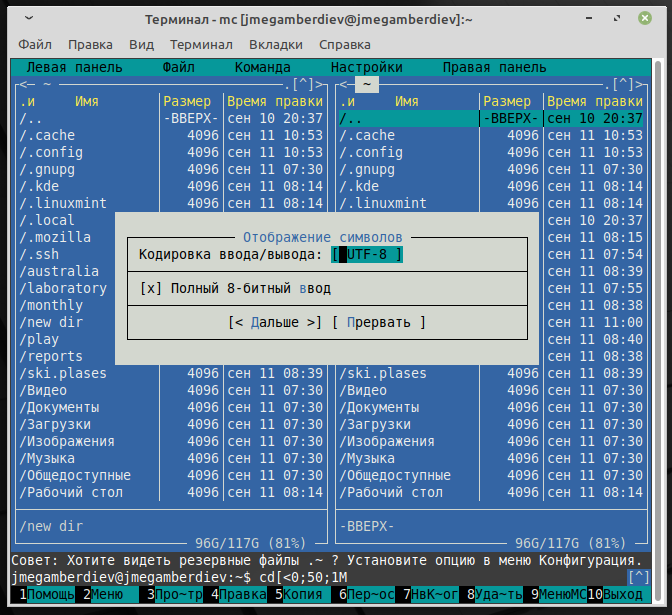 Терминал - mc [jmegamberdiev@jmegamberdiev]:~
Файл Правка Вид Терминал Вкладки Справка
Левая панель Файл Команда Настройки Правая панель
<─ ~ .[^]> <─ ~ .[^]>
.и Имя Размер Время правки .и Имя Размер Время правки
/.. -ВВЕРХ- сен 10 20:37 /.. -ВВЕРХ- сен 10 20:37
/.cache 4096 сен 11 10:53 /.cache 4096 сен 11 10:53
/.config 4096 сен 11 10:53 /.config 4096 сен 11 10:53
/.gnupg 4096 сен 11 07:30 /.gnupg 4096 сен 11 07:30
/.kde 4096 сен 11 08:14 /.kde 4096 сен 11 08:14
/.linuxmint 4096 сен 11 08:14 /.linuxmint 4096 сен 11 08:14
/.local сен 10 20:37
/.mozilla Отображение символов сен 11 08:15
/.ssh Кодировка ввода/вывода: [ UTF-8 ] сен 11 07:54
/australia сен 11 08:39
/laboratory [x] Полный 8-битный ввод сен 11 07:55
/monthly сен 11 08:38
/new dir [< Дальше >] [ Прервать ] сен 11 11:00
/play сен 11 08:40
/reports сен 11 08:38
/ski.plases 4096 сен 11 08:39 /ski.plases 4096 сен 11 08:39
/Видео 4096 сен 11 07:30 /Видео 4096 сен 11 07:30
/Документы 4096 сен 11 07:30 /Документы 4096 сен 11 07:30
/Загрузки 4096 сен 11 07:30 /Загрузки 4096 сен 11 07:30
/Изображения 4096 сен 11 07:30 /Изображения 4096 сен 11 07:30
/Музыка 4096 сен 11 07:30 /Музыка 4096 сен 11 07:30
/Общедоступные 4096 сен 11 07:30 /Общедоступные 4096 сен 11 07:30
/Рабочий стол 4096 сен 11 08:14 /Рабочий стол 4096 сен 11 08:14
/new dir -ВВЕРХ-
96G/117G (81%) 96G/117G (81%)
Совет: Хотите видеть резервные файлы .~ ? Установите опцию в меню Конфигурация.
jmegamberdiev@jmegamberdiev:~$ cd[<0;50;1M [^]
1Помощь 2Меню 3Про~тр 4Правка 5Копия 6Пер~ос 7НвК~ог 8Уда~ть 9МенюМС 10Выход